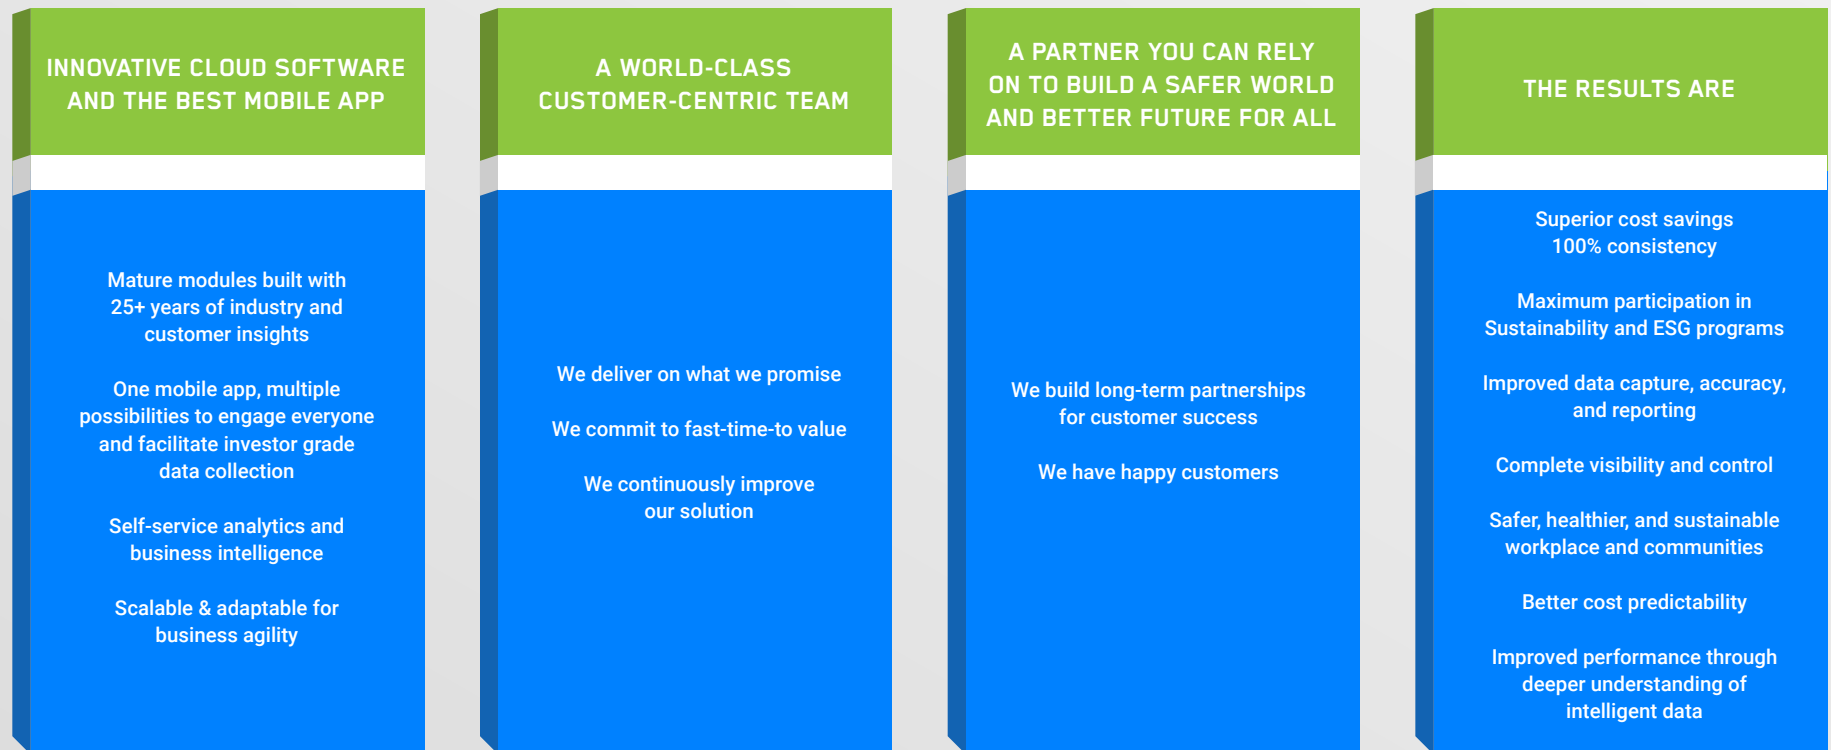 INNOVATIVE CLOUD SOFTWARE
AND THE BEST MOBILE APP
Mature modules built with
25+ years of industry and
customer insights
One mobile app, multiple
possibilities to engage everyone
and facilitate investor grade
data collection
Self-service analytics and
business intelligence
Scalable & adaptable for
business agility
A WORLD-CLASS
CUSTOMER-CENTRIC TEAM
We deliver on what we promise
We commit to fast-time-to value
We continuously improve
our solution
A PARTNER YOU CAN RELY
ON TO BUILD A SAFER WORLD
AND BETTER FUTURE FOR ALL
We build long-term partnerships
for customer success
We have happy customers
THE RESULTS ARE
Superior cost savings
100% consistency
Maximum participation in
Sustainability and ESG programs
Improved data capture, accuracy,
and reporting
Complete visibility and control
Safer, healthier, and sustainable
workplace and communities
Better cost predictability
Improved performance through
deeper understanding of
intelligent data